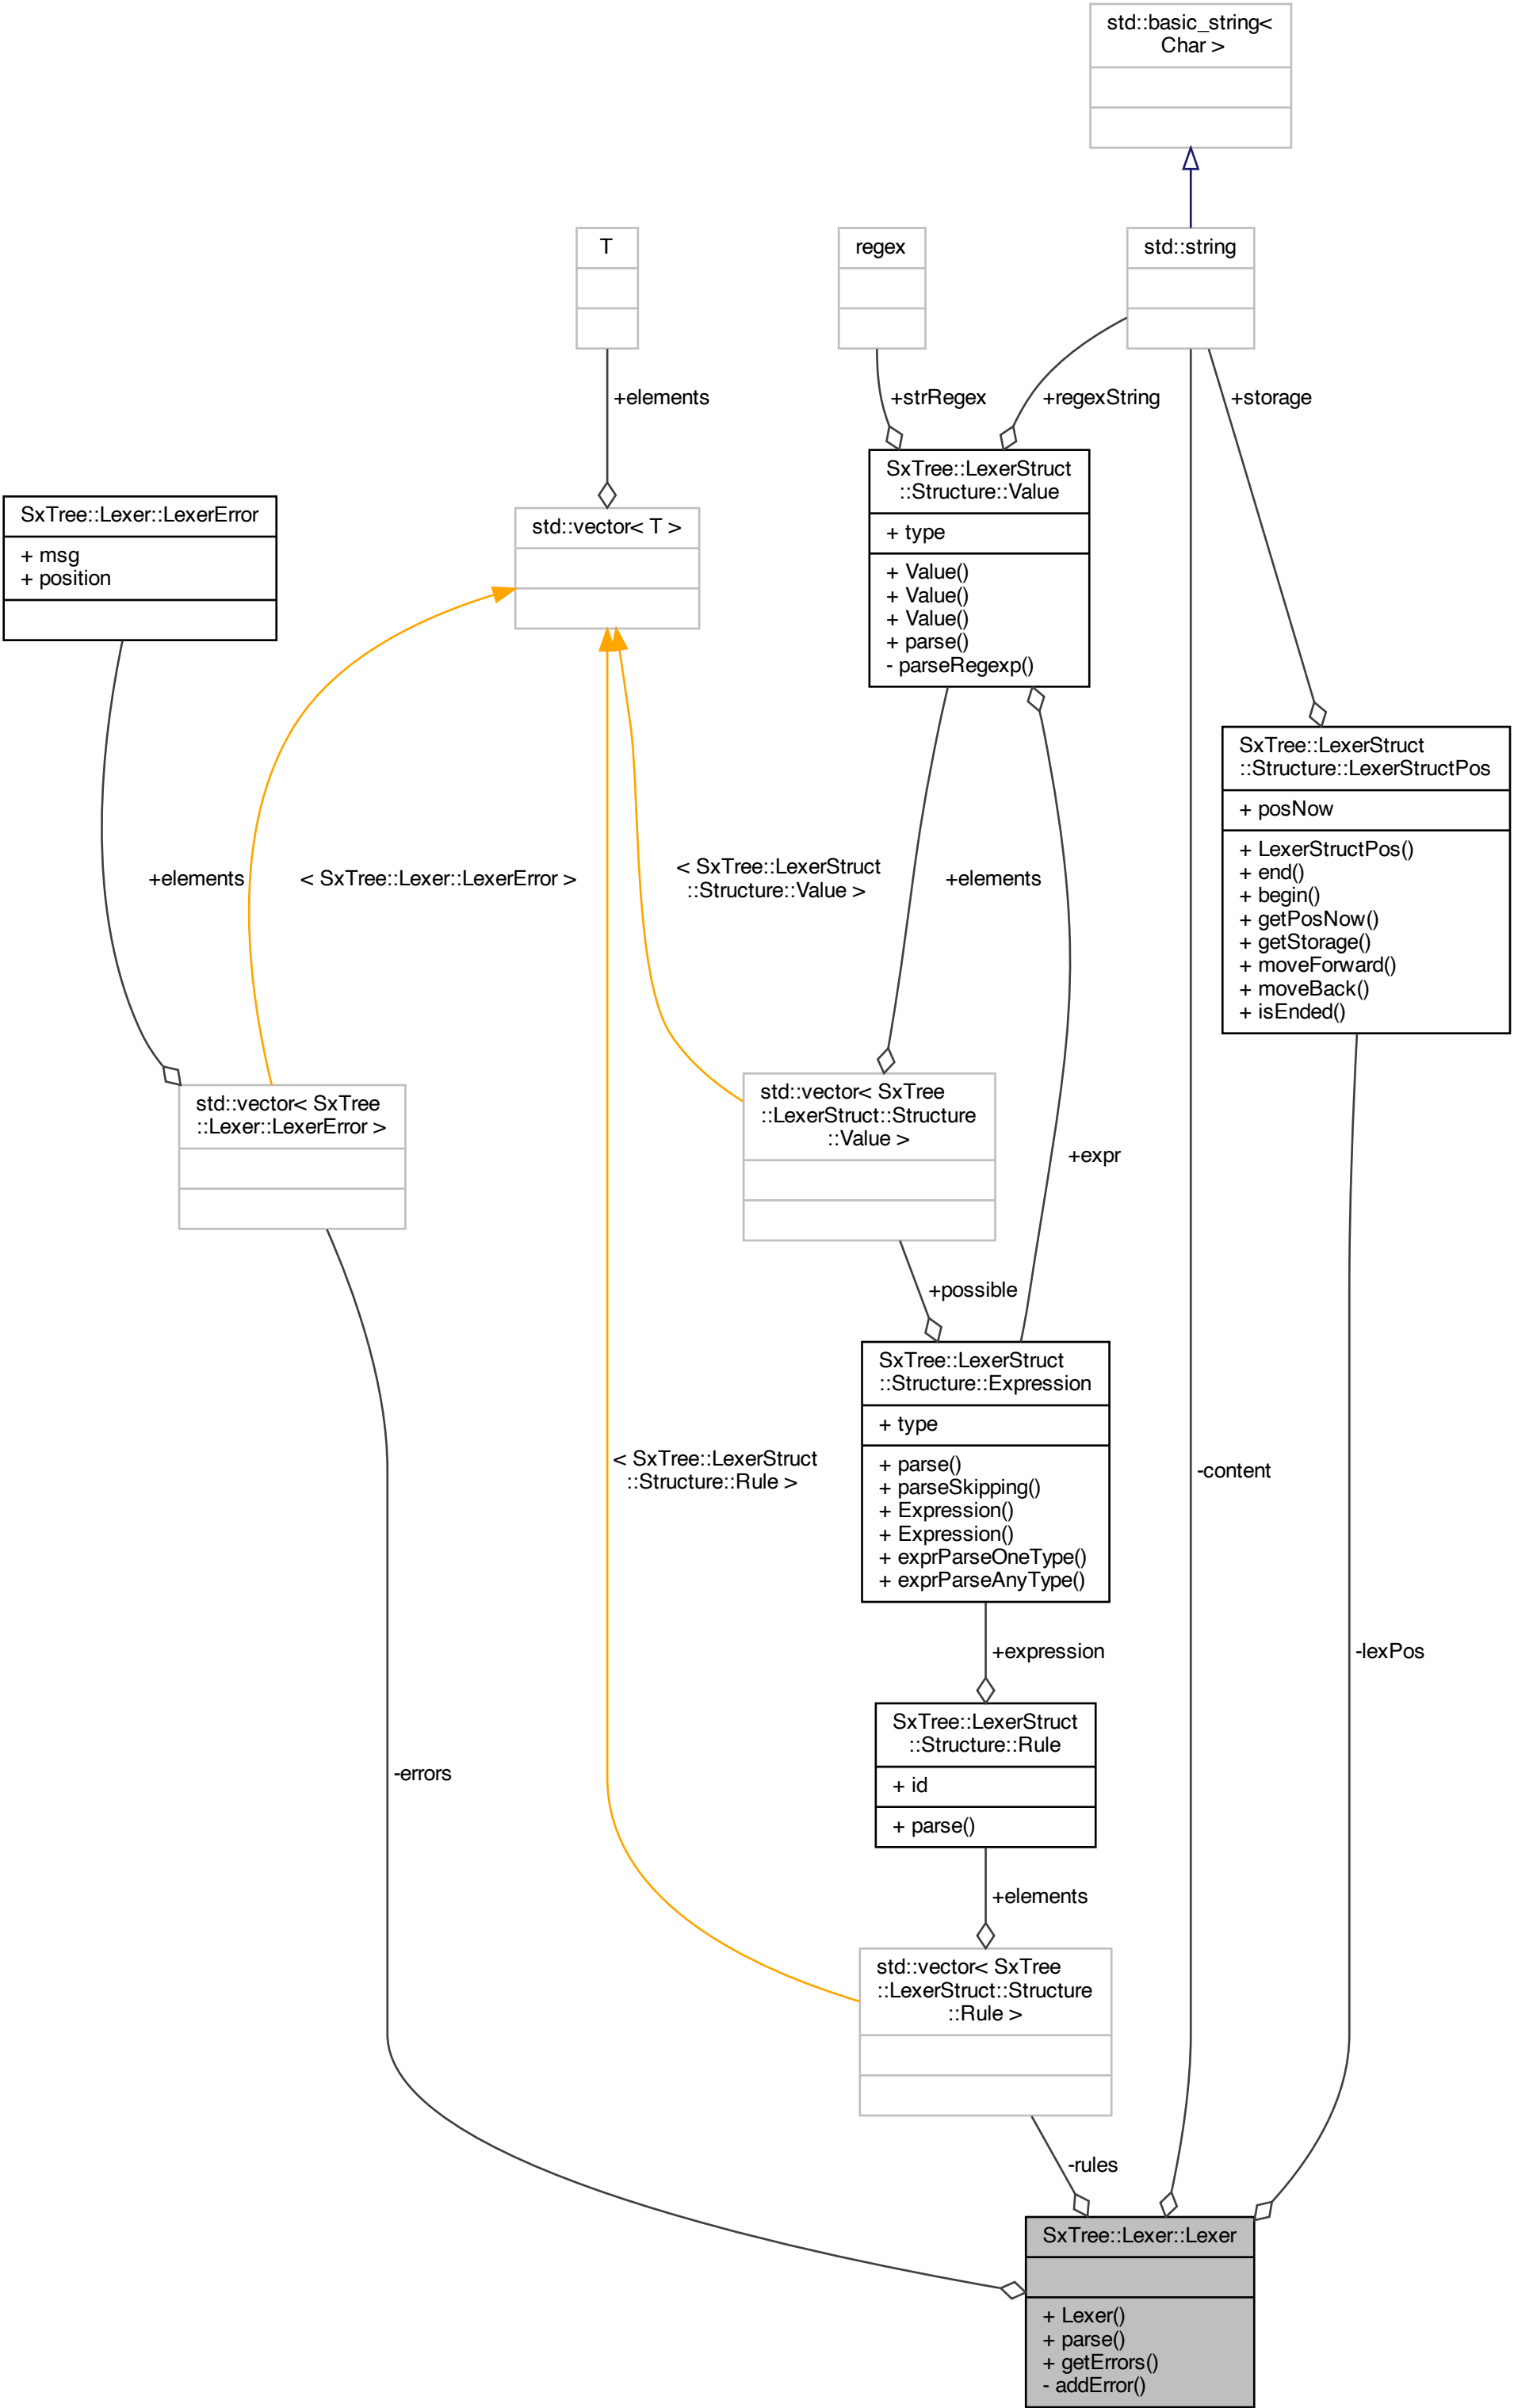 std::basic_string<
Char >
T
regex
std::string
+elements
+strRegex
+regexString
+storage
SxTree::Lexer::LexerError
+ msg
+ position
std::vector< T >
SxTree::LexerStruct
::Structure::Value
+ type
+ Value()
+ Value()
+ Value()
+ parse()
- parseRegexp()
SxTree::LexerStruct
::Structure::LexerStructPos
+ posNow
+ LexerStructPos()
+ end()
+ begin()
+ getPosNow()
+ getStorage()
+ moveForward()
+ moveBack()
+ isEnded()
+elements
< SxTree::Lexer::LexerError >
< SxTree::LexerStruct
::Structure::Value >
+elements
std::vector< SxTree
::Lexer::LexerError >
std::vector< SxTree
::LexerStruct::Structure
::Value >
+expr
+possible
SxTree::LexerStruct
::Structure::Expression
+ type
+ parse()
+ parseSkipping()
+ Expression()
+ Expression()
+ exprParseOneType()
+ exprParseAnyType()
< SxTree::LexerStruct
::Structure::Rule >
-content
+expression
-lexPos
SxTree::LexerStruct
::Structure::Rule
+ id
+ parse()
-errors
+elements
std::vector< SxTree
::LexerStruct::Structure
::Rule >
-rules
SxTree::Lexer::Lexer
+ Lexer()
+ parse()
+ getErrors()
- addError()